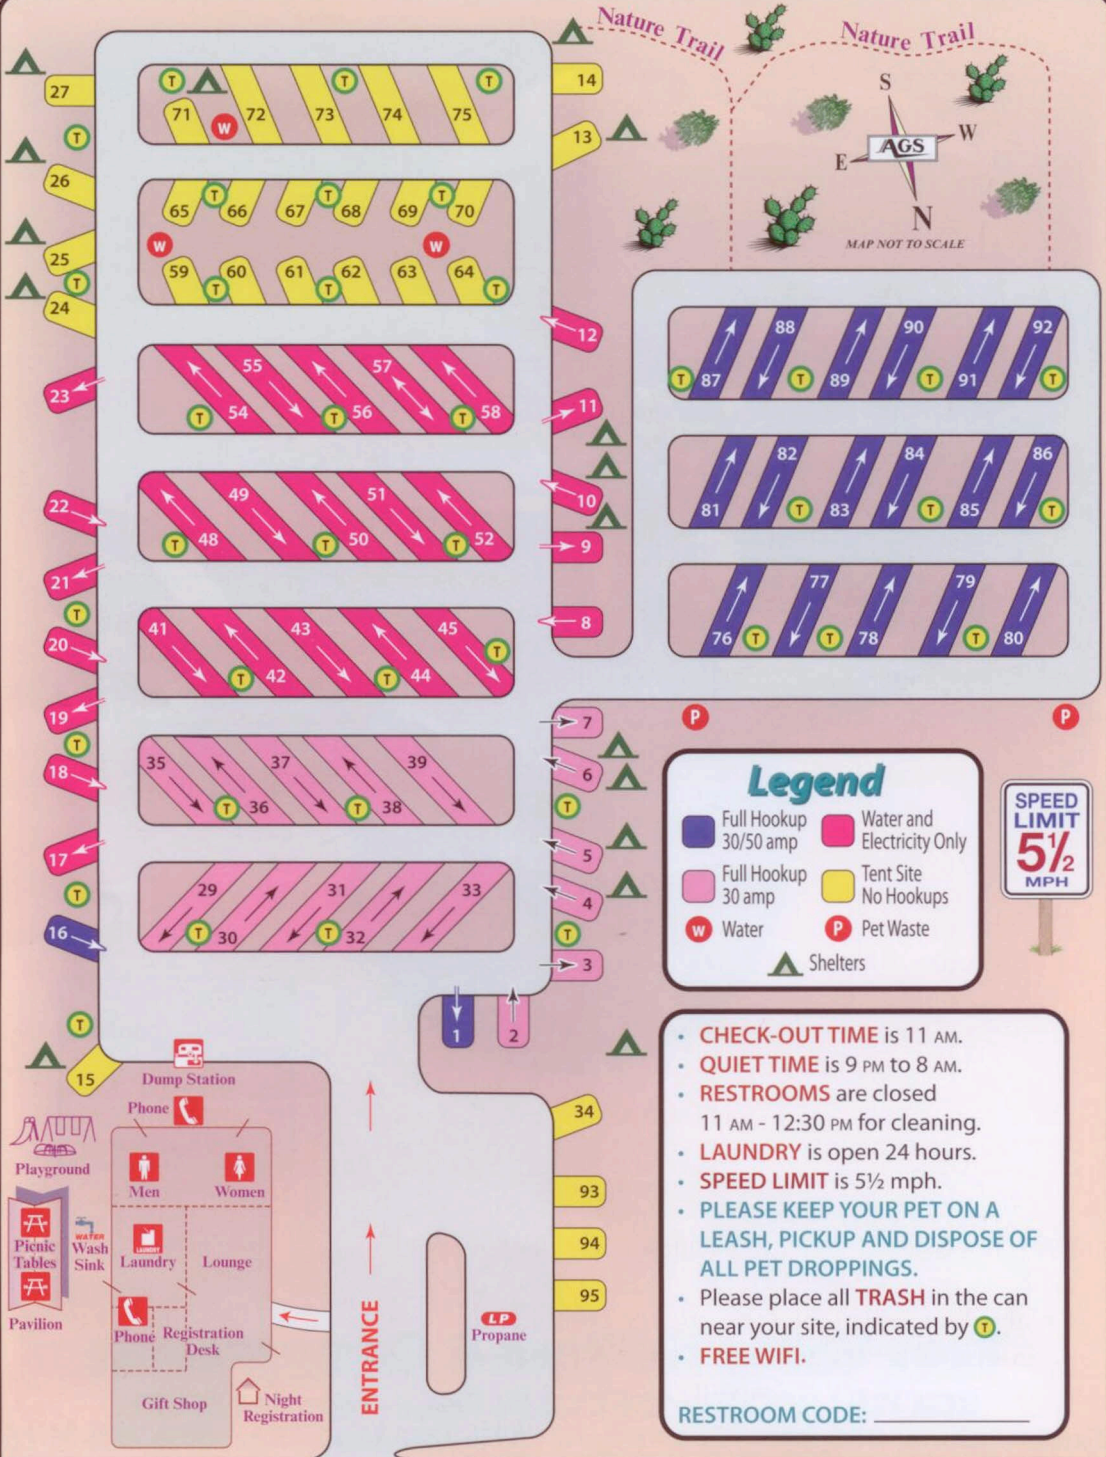 Nature Trail
Nature Trail
S
W
AGS
E
N
MAP NOT TO SCALE
27
T
71
72
T
73
74
T
75
W
14
13
T
26
65
T
66
67
T
68
69
T
70
W
W
25
T
24
59
T
60
61
T
62
63
64
T
12
23
55
57
T
54
T
56
T
58
11
88
90
92
T
87
T
89
T
91
T
22
49
51
T
48
T
50
T
52
10
9
82
84
86
81
T
83
T
85
T
21
T
20
41
43
45
T
T
42
T
44
8
77
79
76
T
T
78
T
80
19
T
18
35
37
39
T
36
T
38
7
6
T
P
P
17
T
16
29
31
33
T
30
T
32
5
4
T
3
Legend
Full Hookup
30/50 amp
Water and
Electricity Only
Full Hookup
30 amp
Tent Site
No Hookups
W Water
P Pet Waste
Shelters
SPEED
LIMIT
5½
MPH
T
15
1
2
Dump Station
Phone
Playground
Men
Women
Picnic
Tables
Pavilion
WATER
Wash
Sink
LAUNDRY
Laundry
Lounge
Phone
Registration
Desk
Gift Shop
Night
Registration
ENTRANCE
34
93
94
95
LP
Propane
• CHECK-OUT TIME is 11 AM.
• QUIET TIME is 9 PM to 8 AM.
• RESTROOMS are closed
11 AM - 12:30 PM for cleaning.
• LAUNDRY is open 24 hours.
• SPEED LIMIT is 5½ mph.
• PLEASE KEEP YOUR PET ON A
LEASH, PICKUP AND DISPOSE OF
ALL PET DROPPINGS.
• Please place all TRASH in the can
near your site, indicated by T.
• FREE WIFI.
RESTROOM CODE: ________________